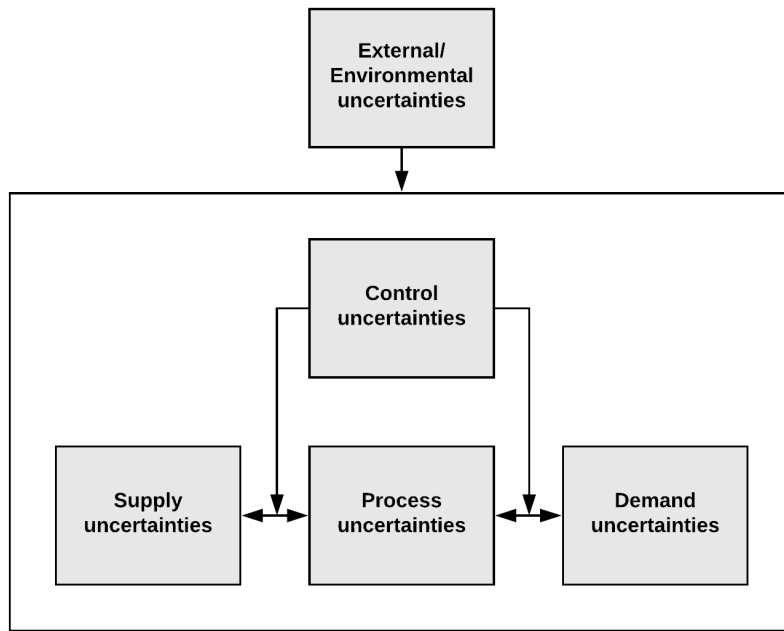 External/
Environmental
uncertainties
Control
uncertainties
Supply
uncertainties
Process
uncertainties
Demand
uncertainties